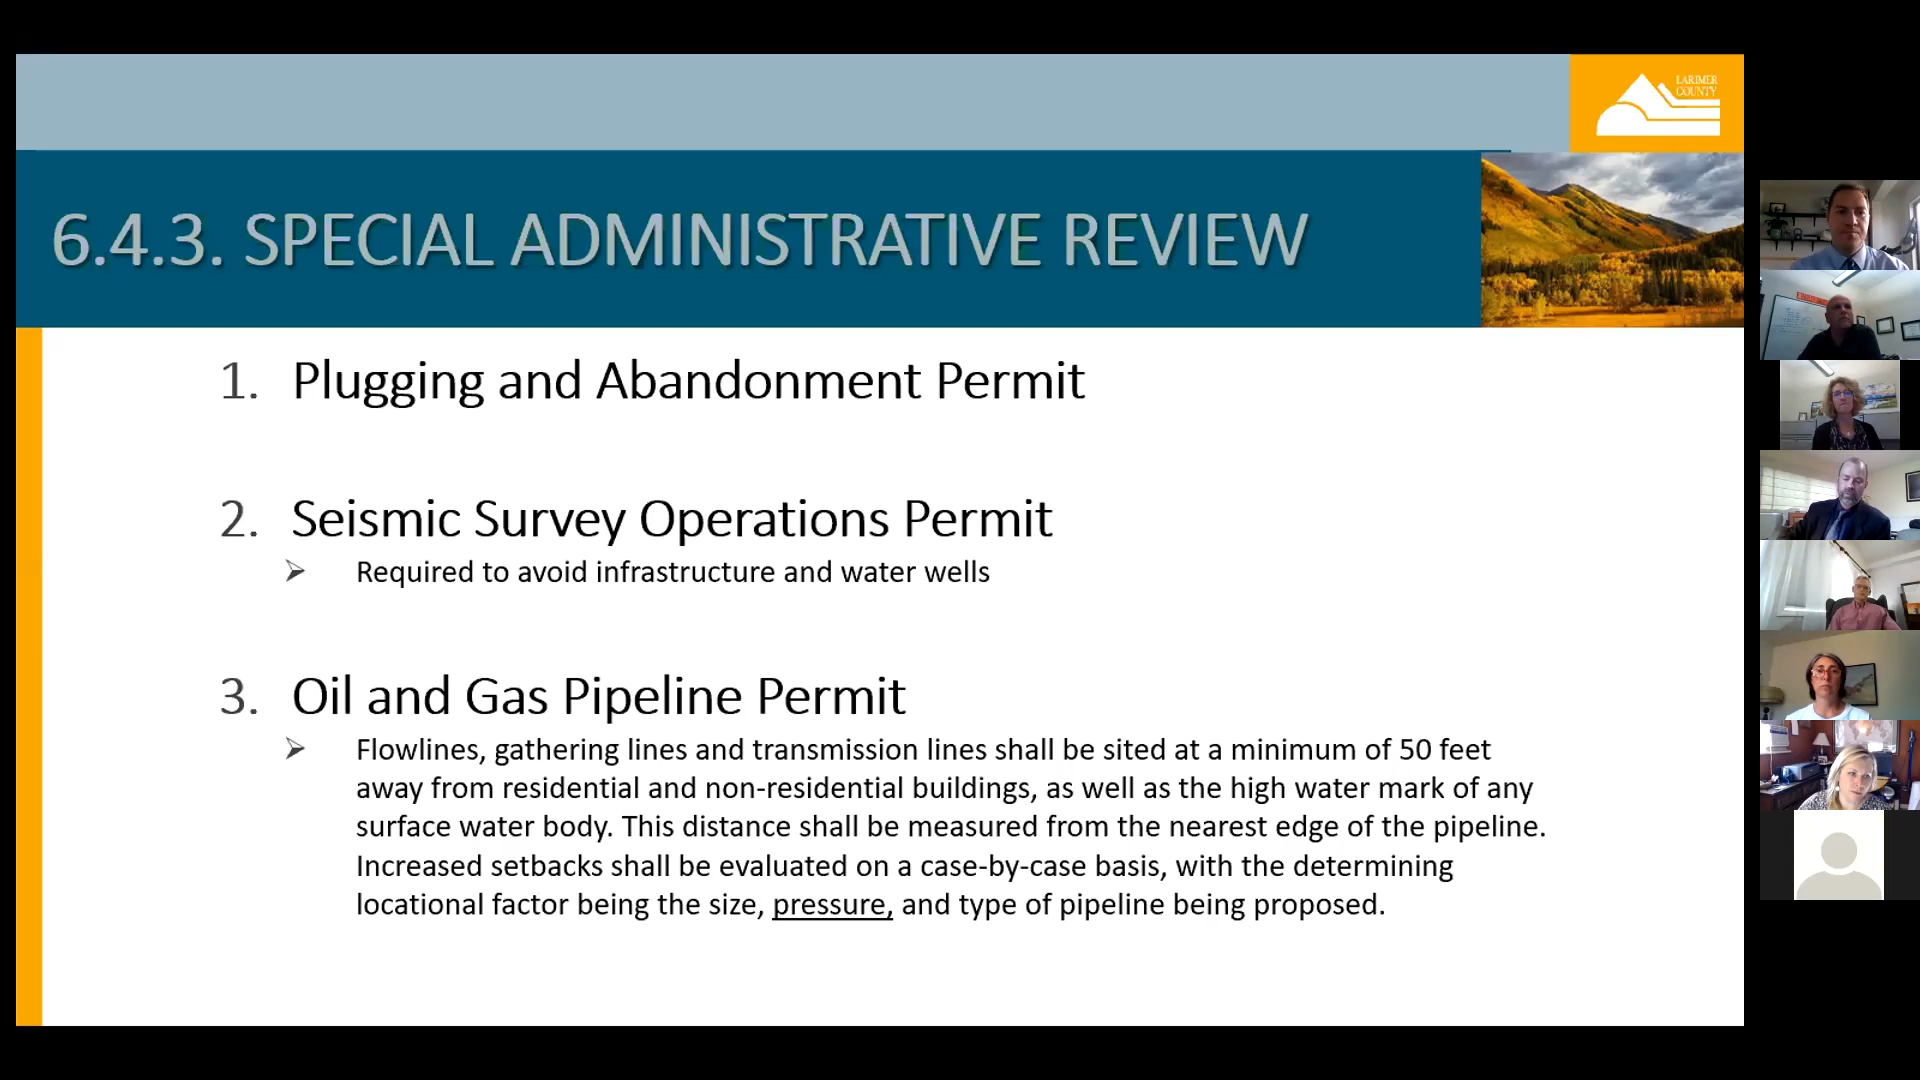 LARIMER
COUNTY
6.4.3. SPECIAL ADMINISTRATIVE REVIEW
1. Plugging and Abandonment Permit
2. Seismic Survey Operations Permit
➢ Required to avoid infrastructure and water wells
3. Oil and Gas Pipeline Permit
➢ Flowlines, gathering lines and transmission lines shall be sited at a minimum of 50 feet
away from residential and non-residential buildings, as well as the high water mark of any
surface water body. This distance shall be measured from the nearest edge of the pipeline.
Increased setbacks shall be evaluated on a case-by-case basis, with the determining
locational factor being the size, pressure, and type of pipeline being proposed.